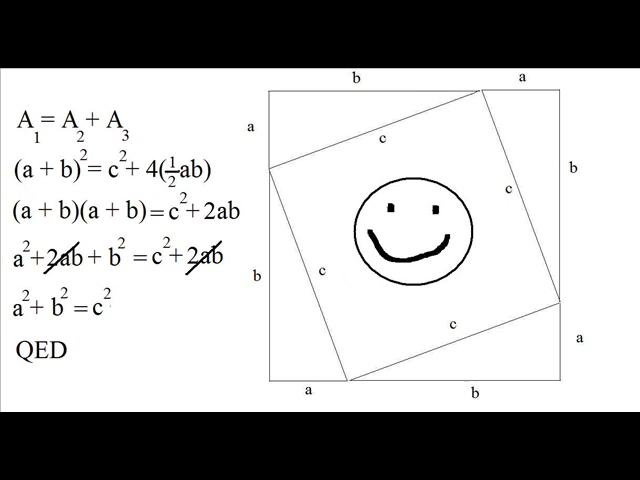 A₁ = A₂ + A₃
(a + b)² = c² + 4(½ab)
(a + b)(a + b) = c² + 2ab
a² + 2ab + b² = c² + 2ab
a² + b² = c²
QED
b
a
a
c
b
c
b
c
c
a
a
b